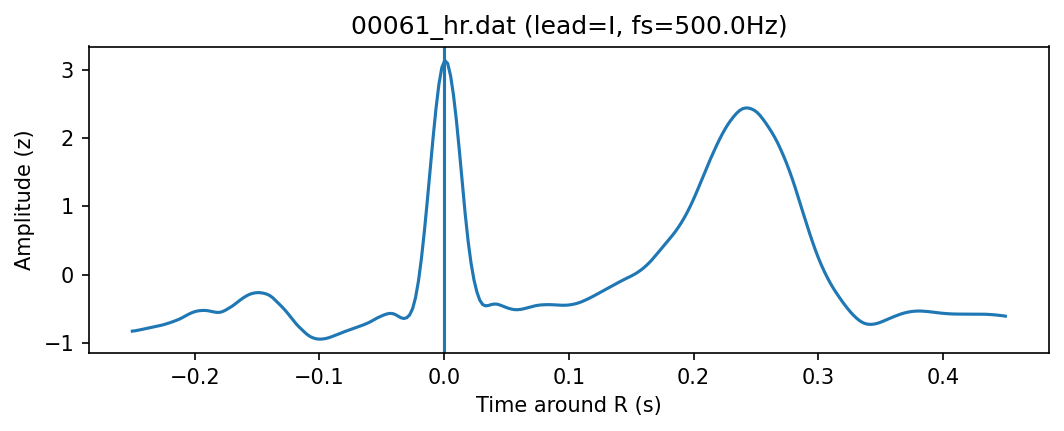 00061_hr.dat (lead=I, fs=500.0Hz)
3
2
1
0
−1
Amplitude (z)
−0.2 −0.1 0.0 0.1 0.2 0.3 0.4
Time around R (s)